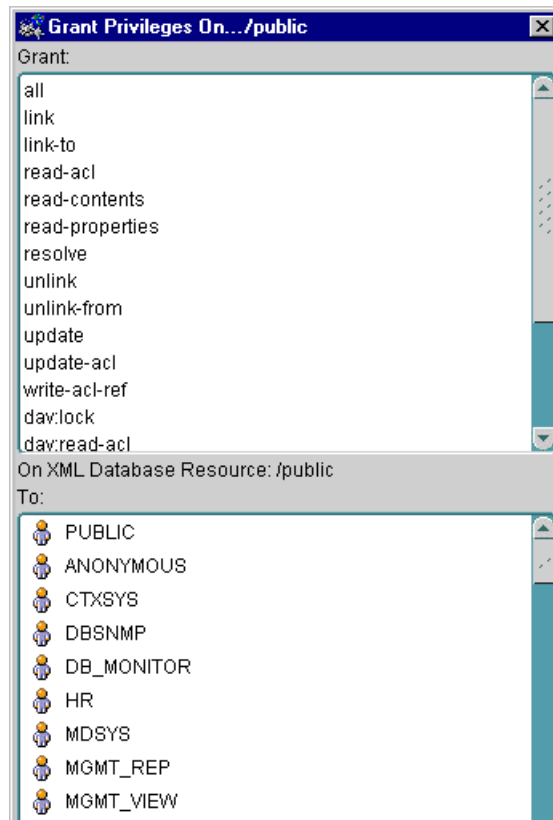 Grant Privileges On.../public
Grant:
all
link
link-to
read-acl
read-contents
read-properties
resolve
unlink
unlink-from
update
update-acl
write-acl-ref
dav:lock
dav:read-acl
On XML Database Resource: /public
To:
PUBLIC
ANONYMOUS
CTXSYS
DBSNMP
DB_MONITOR
HR
MDSYS
MGMT_REP
MGMT_VIEW